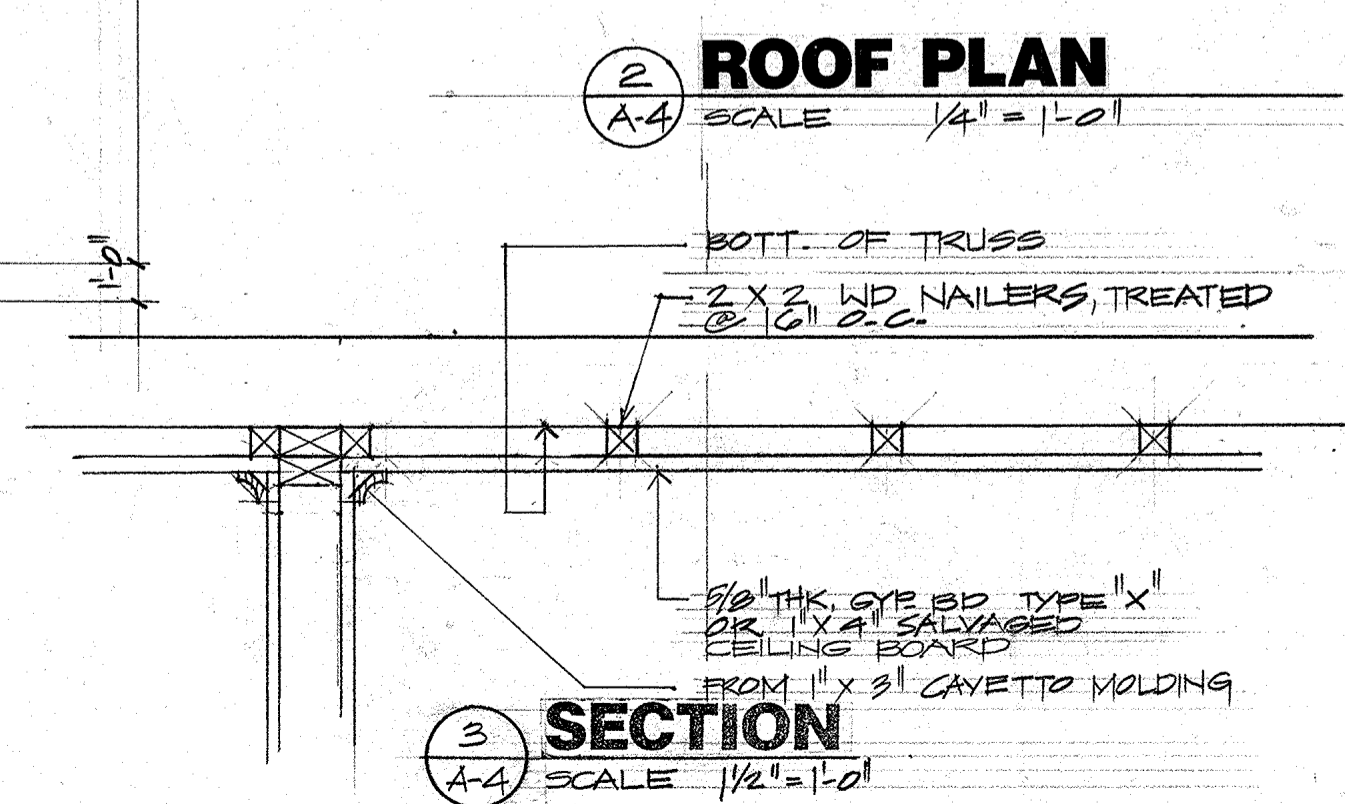 2
A-4
ROOF PLAN
SCALE 1/4" = 1'-0"
1'-0"
BOTT. OF TRUSS
2 X 2 WD NAILERS, TREATED
@ 16" O.C.
5/8" THK, GYP. BD TYPE "X"
OR 1" X 4" SALVAGED
CEILING BOARD
FROM 1" X 3" CAVETTO MOLDING
3
A-4
SECTION
SCALE 1 1/2" = 1'-0"